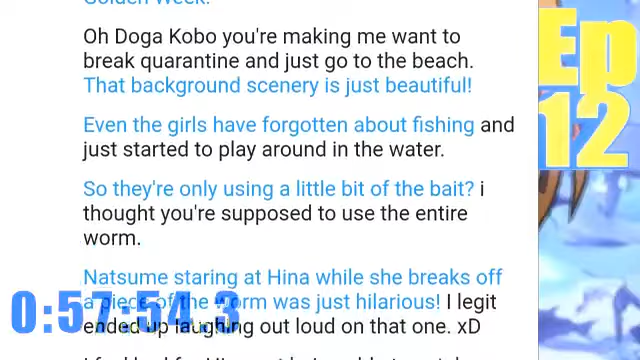 Golden Week!
Oh Doga Kobo you're making me want to
break quarantine and just go to the beach.
That background scenery is just beautiful!
Even the girls have forgotten about fishing and
just started to play around in the water.
So they're only using a little bit of the bait? i
thought you're supposed to use the entire
worm.
Natsume staring at Hina while she breaks off
a piece of the worm was just hilarious! I legit
ended up laughing out loud on that one. xD
0:57:54.3
Ep
12